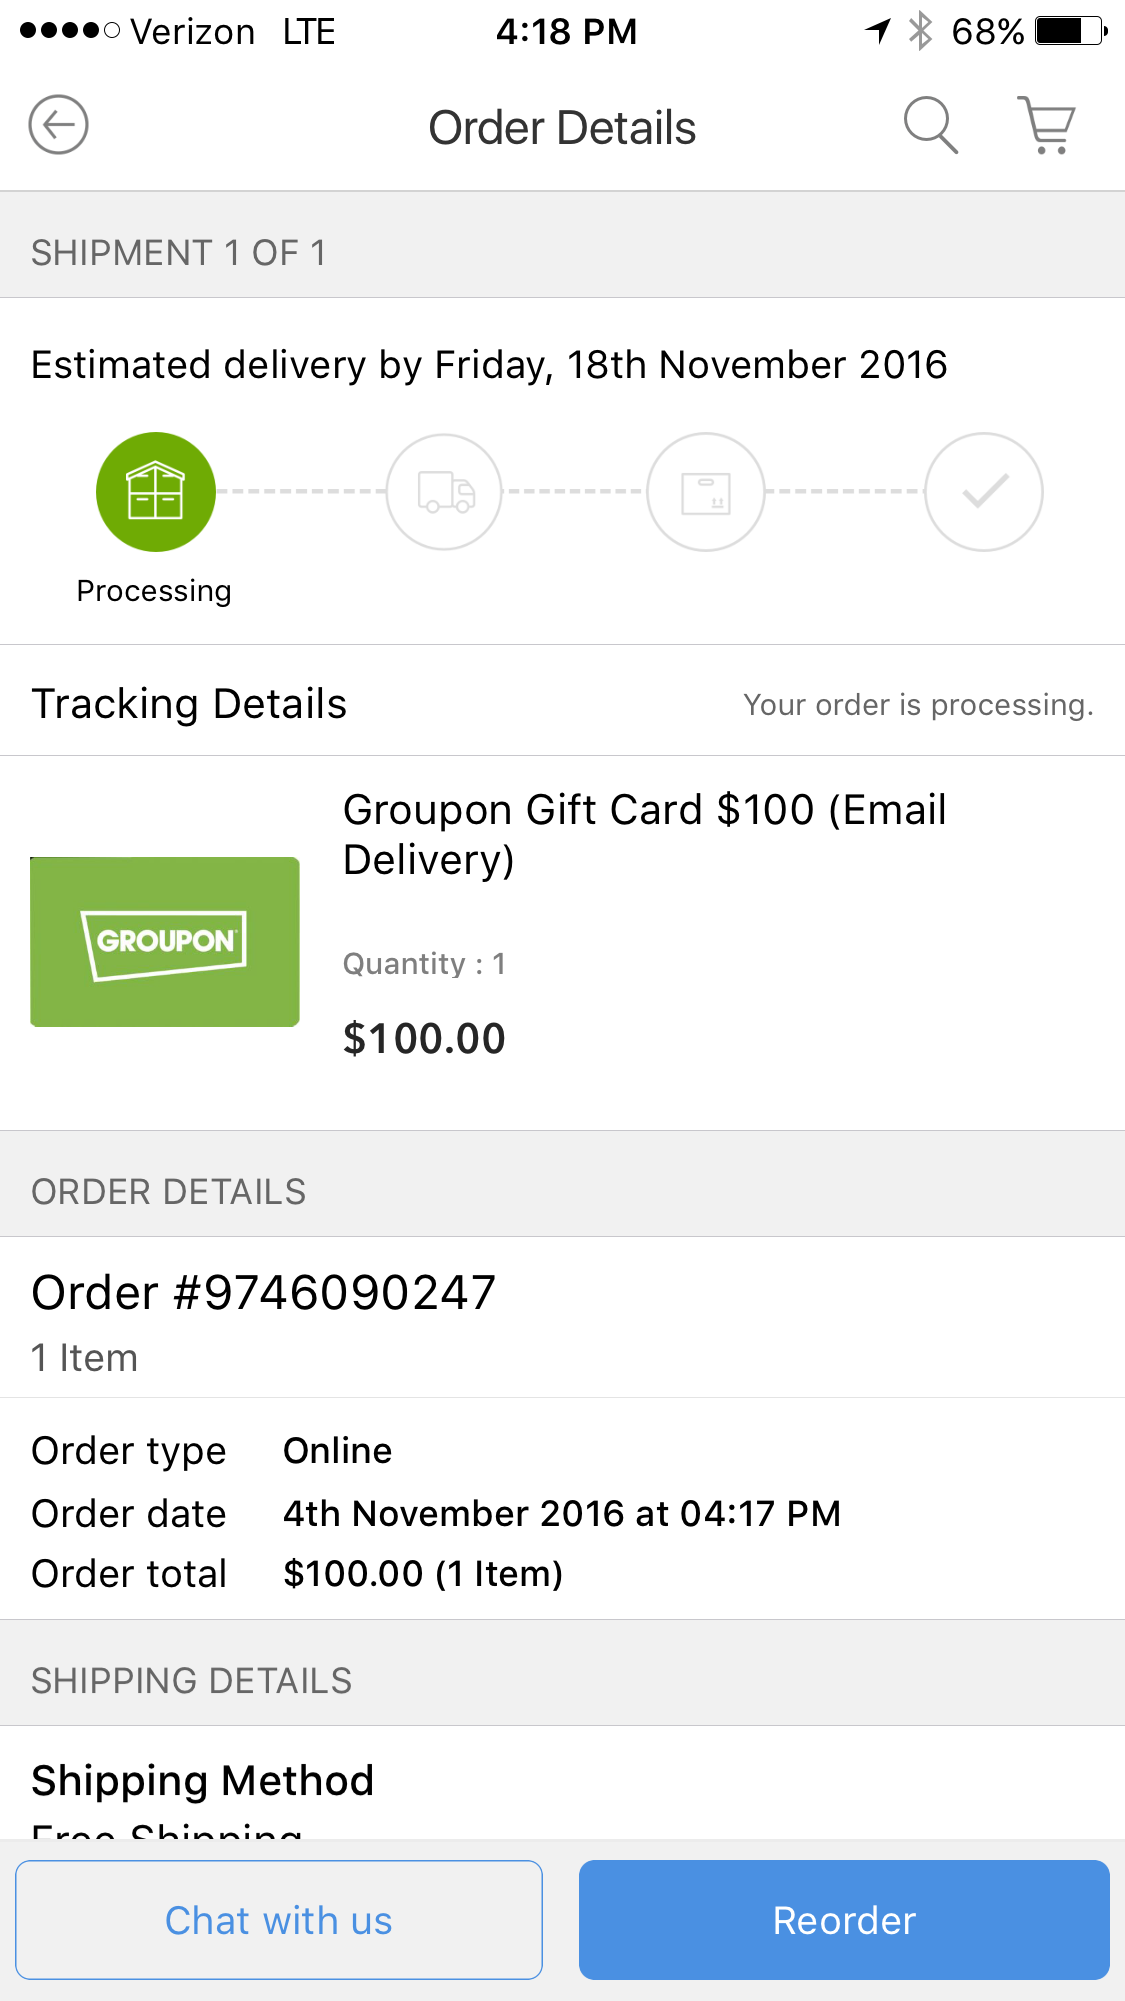 Verizon LTE 4:18 PM 68%
Order Details
SHIPMENT 1 OF 1
Estimated delivery by Friday, 18th November 2016
Processing
Tracking Details Your order is processing.
Groupon Gift Card $100 (Email
Delivery)
GROUPON
Quantity : 1
$100.00
ORDER DETAILS
Order #9746090247
1 Item
Order type Online
Order date 4th November 2016 at 04:17 PM
Order total $100.00 (1 Item)
SHIPPING DETAILS
Shipping Method
Free Shipping
Chat with us Reorder